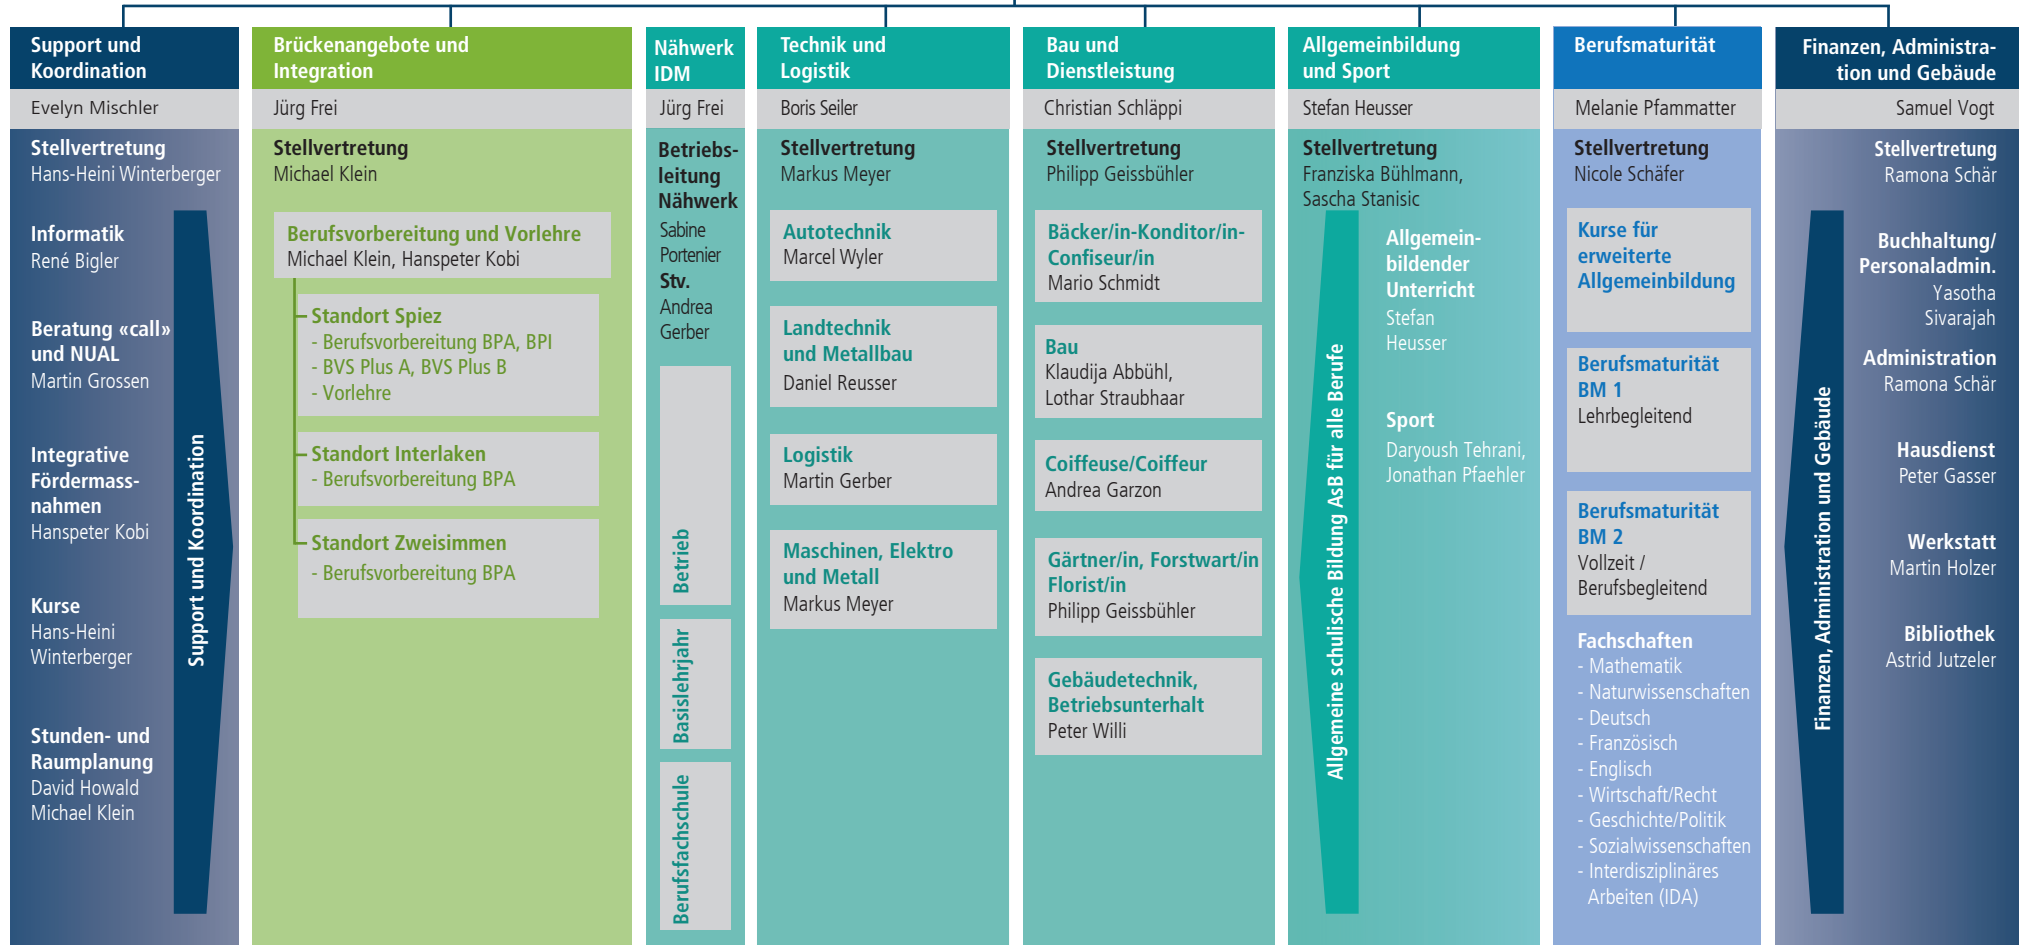 Support und
Koordination
Evelyn Mischler
Stellvertretung
Hans-Heini Winterberger
Informatik
René Bigler
Beratung «call»
und NUAL
Martin Grossen
Integrative
Fördermass-
nahmen
Hanspeter Kobi
Kurse
Hans-Heini
Winterberger
Stunden- und
Raumplanung
David Howald
Michael Klein
Support und Koordination
Brückenangebote und
Integration
Jürg Frei
Stellvertretung
Michael Klein
Berufsvorbereitung und Vorlehre
Michael Klein, Hanspeter Kobi
Standort Spiez
- Berufsvorbereitung BPA, BPI
- BVS Plus A, BVS Plus B
- Vorlehre
Standort Interlaken
- Berufsvorbereitung BPA
Standort Zweisimmen
- Berufsvorbereitung BPA
Nähwerk
IDM
Jürg Frei
Betriebs-
leitung
Nähwerk
Sabine
Portenier
Stv.
Andrea
Gerber
Betrieb
Basislehrjahr
Berufsfachschule
Technik und
Logistik
Boris Seiler
Stellvertretung
Markus Meyer
Autotechnik
Marcel Wyler
Landtechnik
und Metallbau
Daniel Reusser
Logistik
Martin Gerber
Maschinen, Elektro
und Metall
Markus Meyer
Bau und
Dienstleistung
Christian Schläppi
Stellvertretung
Philipp Geissbühler
Bäcker/in-Konditor/in-
Confiseur/in
Mario Schmidt
Bau
Klaudija Abbühl,
Lothar Straubhaar
Coiffeuse/Coiffeur
Andrea Garzon
Gärtner/in, Forstwart/in
Florist/in
Philipp Geissbühler
Gebäudetechnik,
Betriebsunterhalt
Peter Willi
Allgemeinbildung
und Sport
Stefan Heusser
Stellvertretung
Franziska Bühlmann,
Sascha Stanisic
Allgemeine schulische Bildung AsB für alle Berufe
Allgemein-
bildender
Unterricht
Stefan
Heusser
Sport
Daryoush Tehrani,
Jonathan Pfaehler
Berufsmaturität
Melanie Pfammatter
Stellvertretung
Nicole Schäfer
Kurse für
erweiterte
Allgemeinbildung
Berufsmaturität
BM 1
Lehrbegleitend
Berufsmaturität
BM 2
Vollzeit /
Berufsbegleitend
Fachschaften
- Mathematik
- Naturwissenschaften
- Deutsch
- Französisch
- Englisch
- Wirtschaft/Recht
- Geschichte/Politik
- Sozialwissenschaften
- Interdisziplinäres
Arbeiten (IDA)
Finanzen, Administra-
tion und Gebäude
Samuel Vogt
Stellvertretung
Ramona Schär
Finanzen, Administration und Gebäude
Buchhaltung/
Personaladmin.
Yasotha
Sivarajah
Administration
Ramona Schär
Hausdienst
Peter Gasser
Werkstatt
Martin Holzer
Bibliothek
Astrid Jutzeler